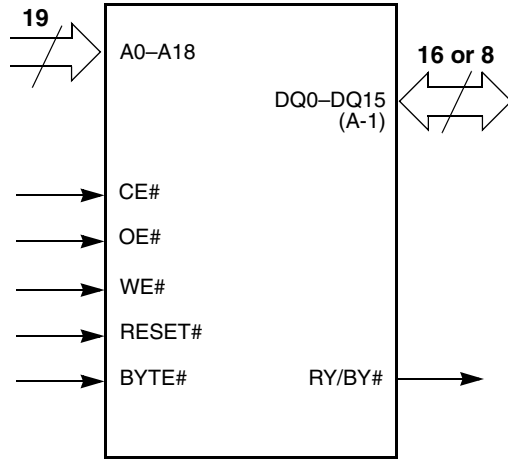 19
A0–A18
16 or 8
DQ0–DQ15
(A-1)
CE#
OE#
WE#
RESET#
BYTE#
RY/BY#